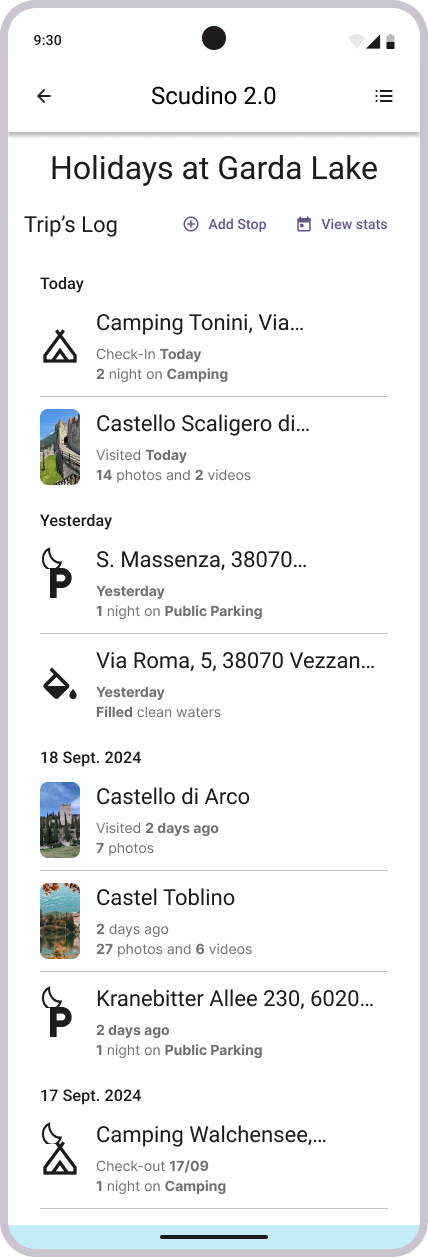 9:30
Scudino 2.0
Holidays at Garda Lake
Trip’s Log
Add Stop
View stats
Today
Camping Tonini, Via...
Check-In Today
2 night on Camping
Castello Scaligero di...
Visited Today
14 photos and 2 videos
Yesterday
S. Massenza, 38070...
Yesterday
1 night on Public Parking
Via Roma, 5, 38070 Vezzan...
Yesterday
Filled clean waters
18 Sept. 2024
Castello di Arco
Visited 2 days ago
7 photos
Castel Toblino
2 days ago
27 photos and 6 videos
Kranebitter Allee 230, 6020...
2 days ago
1 night on Public Parking
17 Sept. 2024
Camping Walchensee,...
Check-out 17/09
1 night on Camping